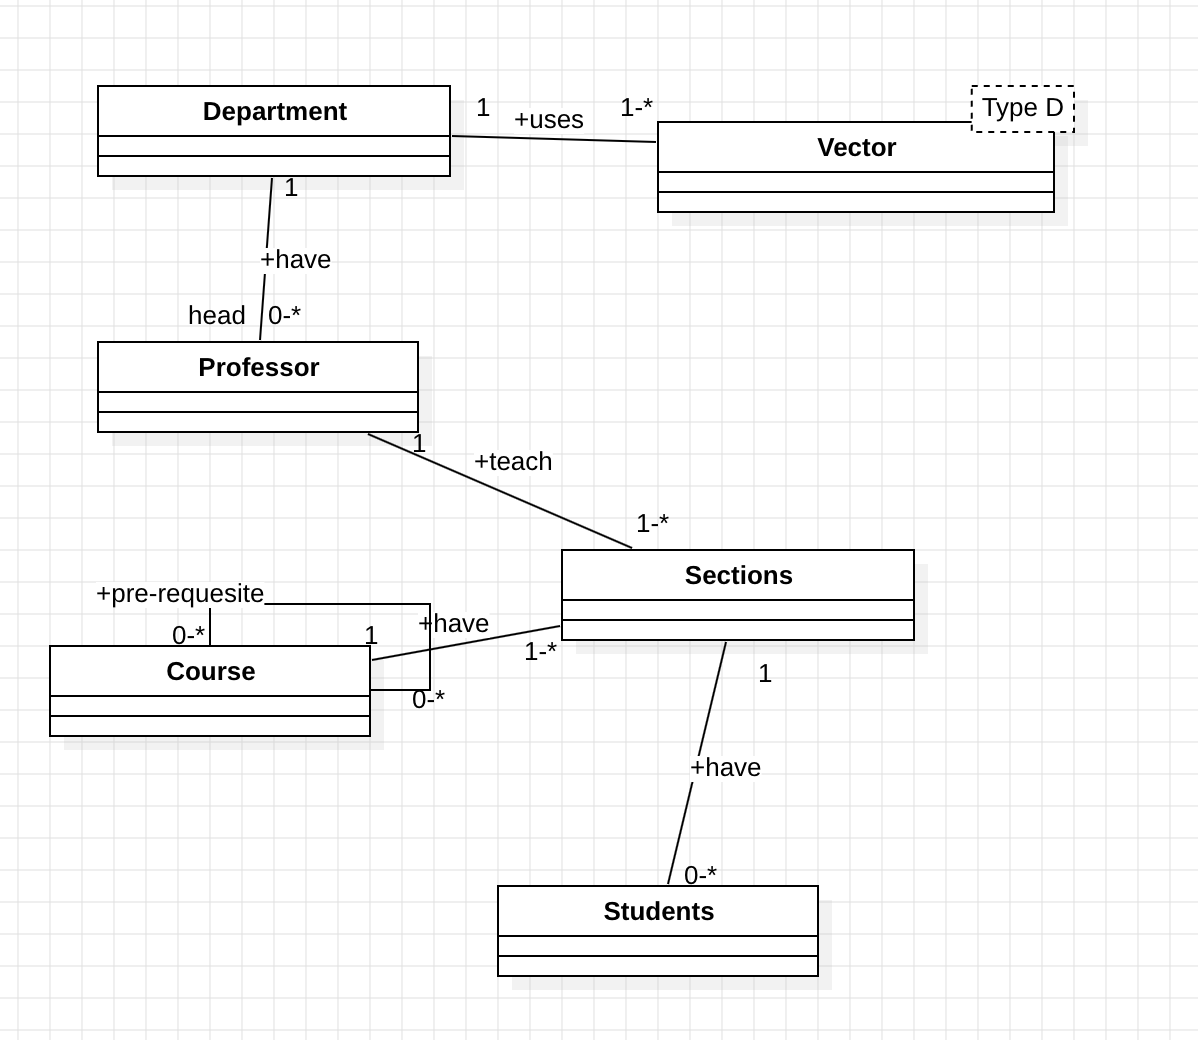 Type D
Department
1
+uses
1-*
Vector
1
+have
head
0-*
Professor
1
+teach
1-*
Sections
+pre-requesite
0-*
1
+have
1-*
Course
0-*
1
+have
0-*
Students